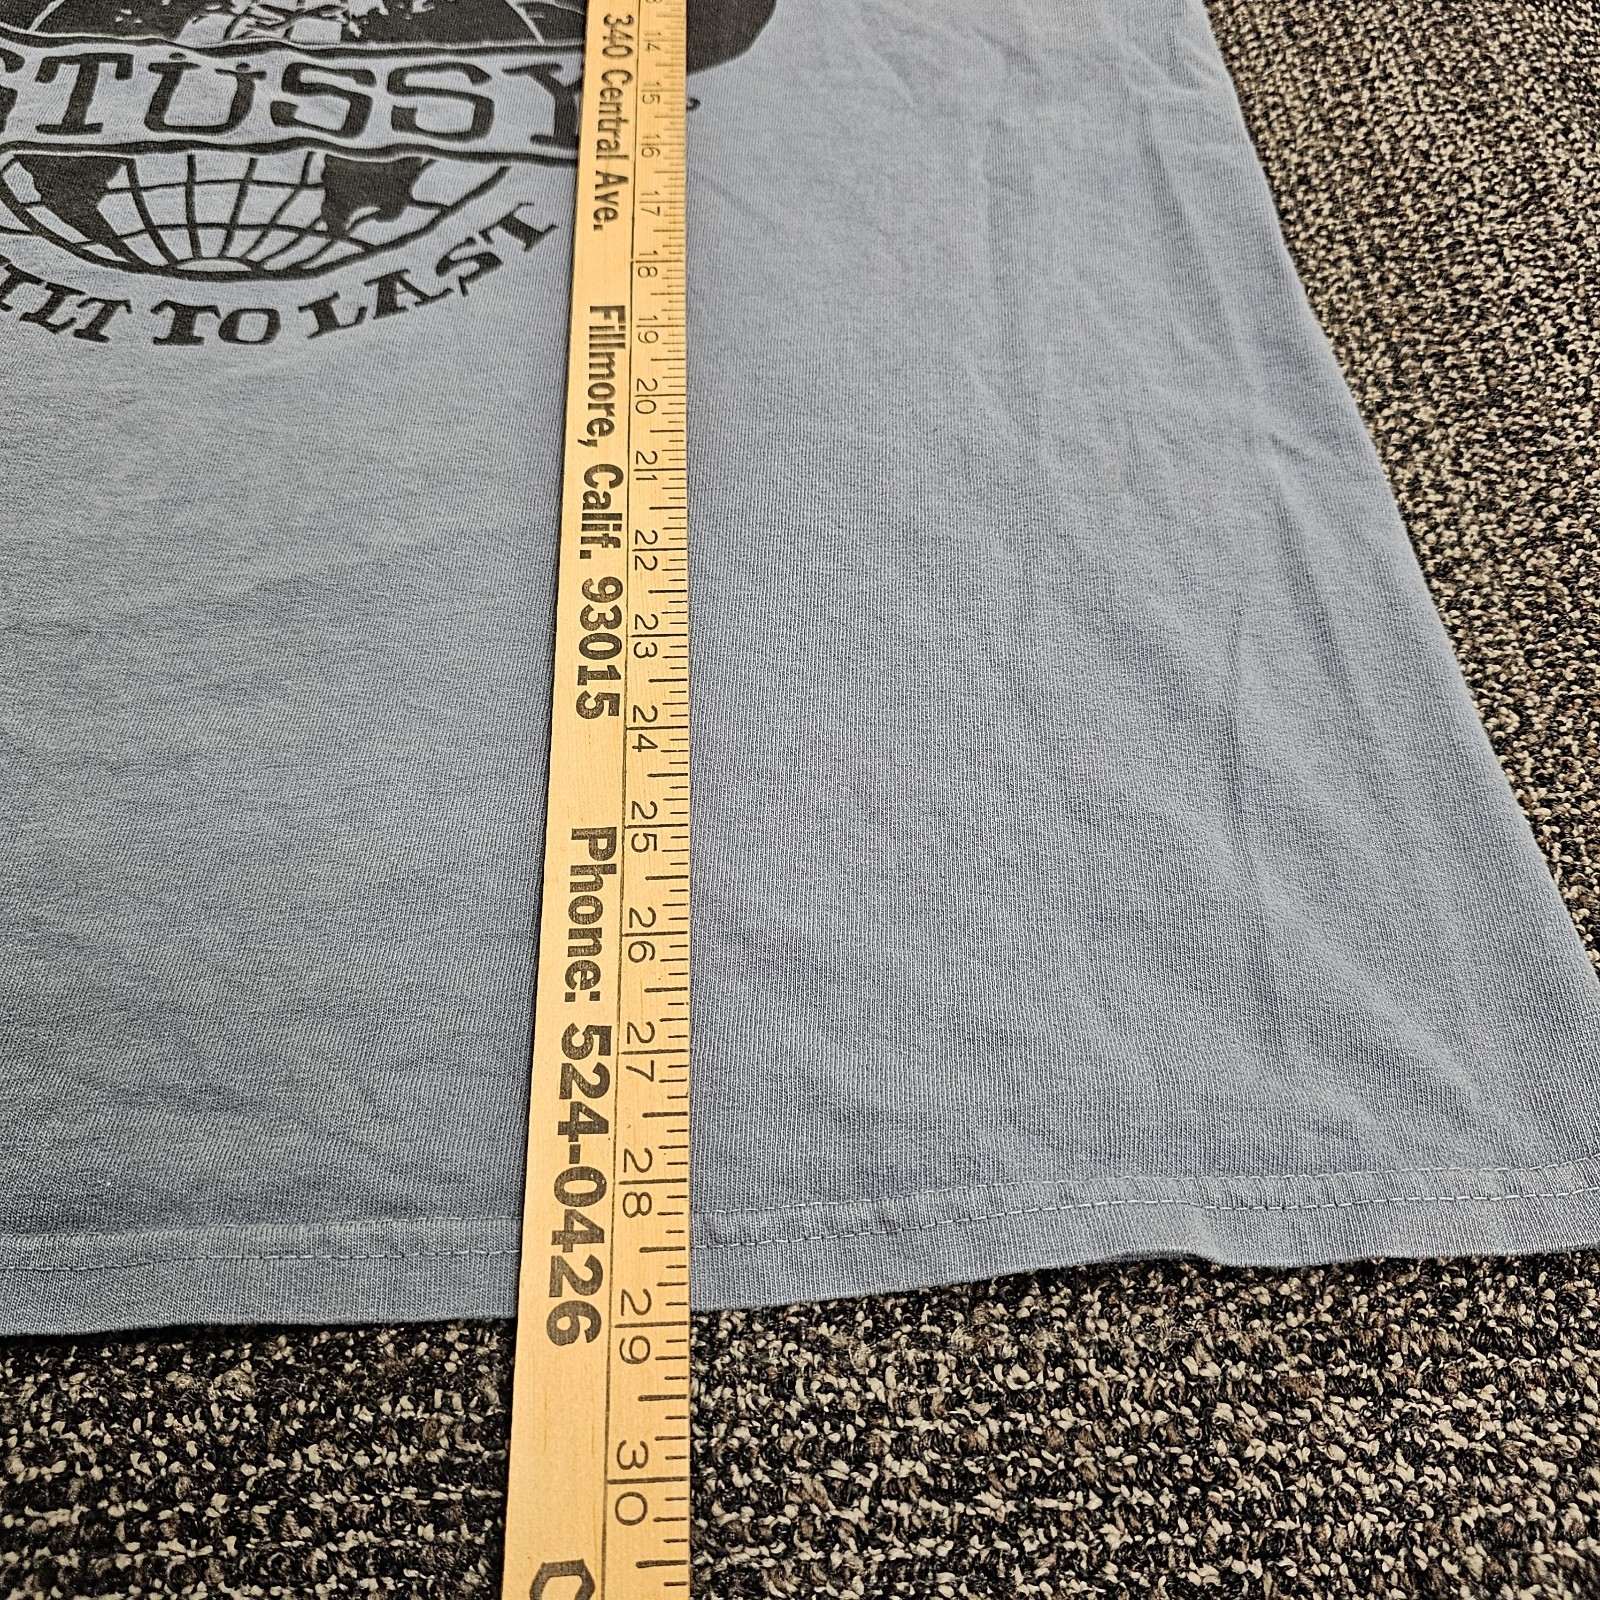 STÜSSY
ILT TO LAST
340 Central Ave. Fillmore, Calif. 93015 Phone: 524-0426
14 15 16 17 18 19 20 21 22 23 24 25 26 27 28 29 30